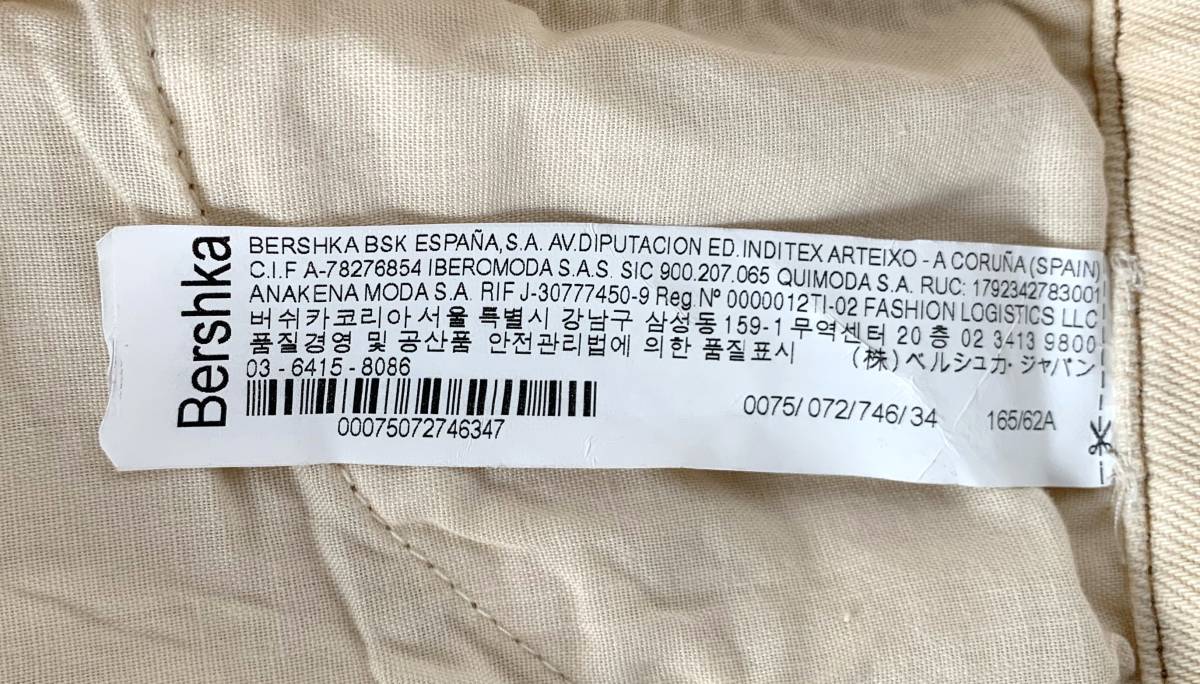 Bershka
BERSHKA BSK ESPAÑA, S.A. AV.DIPUTACION ED.INDITEX ARTEIXO - A CORUÑA (SPAIN)
C.I.F A-78276854 IBEROMODA S.A.S. SIC 900.207.065 QUIMODA S.A. RUC: 1792342783001
ANAKENA MODA S.A. RIF J-30777450-9 Reg.Nº 0000012TI-02 FASHION LOGISTICS LLC
버쉬카코리아 서울 특별시 강남구 삼성동 159-1 무역센터 20 층 02 3413 9800
품질경영 및 공산품 안전관리법에 의한 품질표시 (株) ベルシュカ・ジャパン
03 - 6415 - 8086
00075072746347
0075/ 072/746/ 34 165/62A